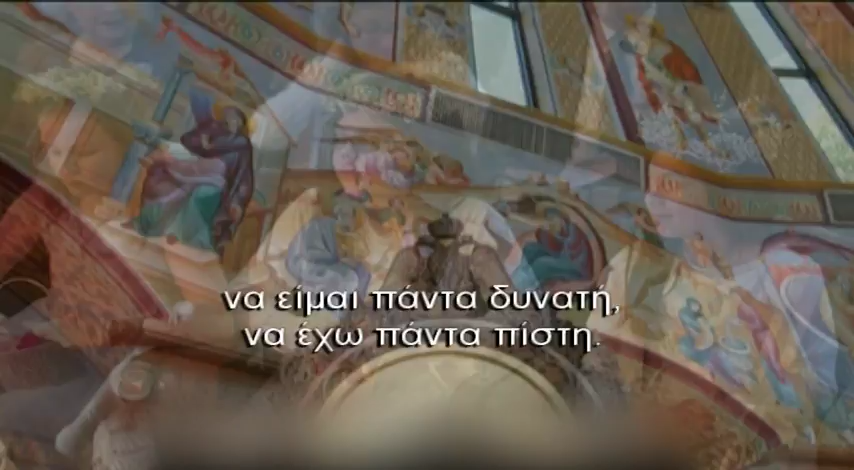 να είμαι πάντα δυνατή,
να έχω πάντα πίστη.